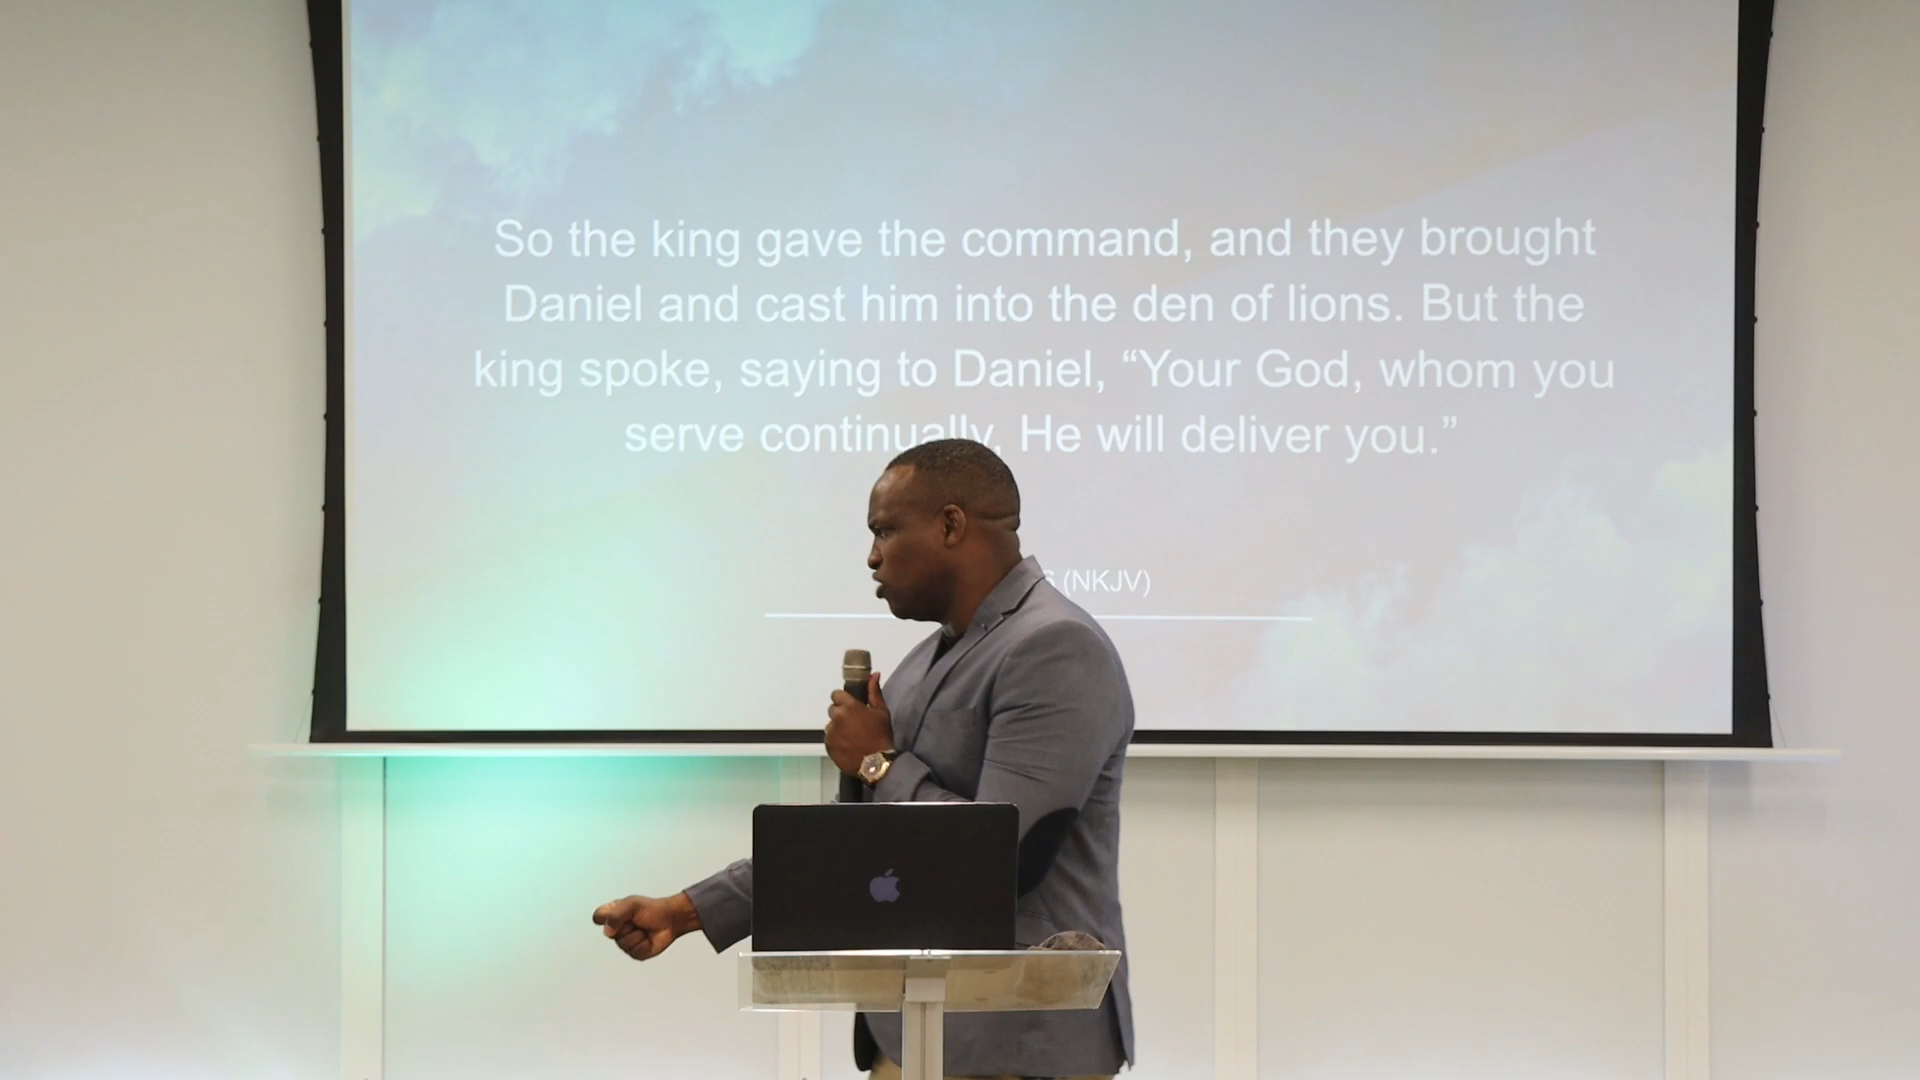 So the king gave the command, and they brought
Daniel and cast him into the den of lions. But the
king spoke, saying to Daniel, “Your God, whom you
serve continually, He will deliver you.”
(NKJV)